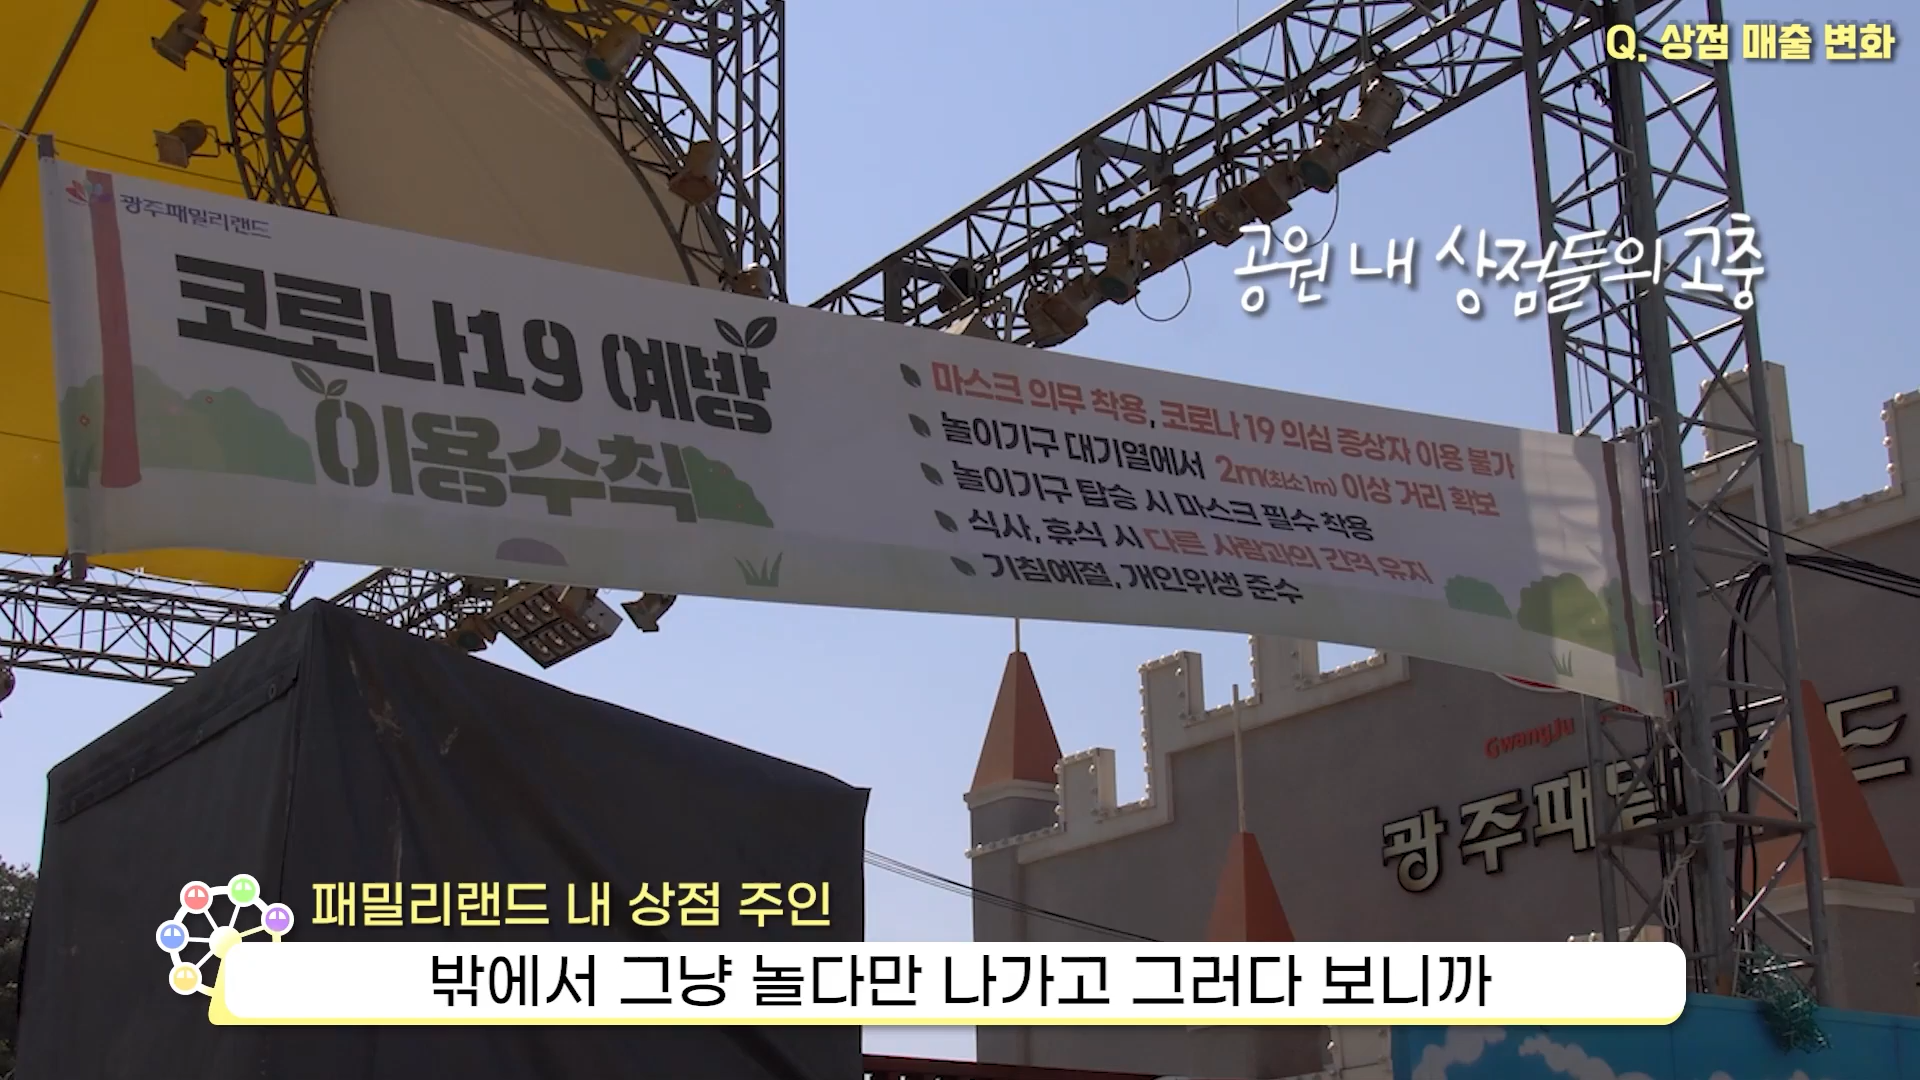 Q. 상점 매출 변화
공원 내 상점들의 고충
광주패밀리랜드
코로나19 예방
이용수칙
마스크 의무 착용, 코로나19 의심 증상자 이용 불가
놀이기구 대기열에서 2m(최소1m) 이상 거리 확보
놀이기구 탑승 시 마스크 필수 착용
식사, 휴식 시 다른 사람과의 간격 유지
기침예절, 개인위생 준수
GwangJu
광주패밀리랜드
패밀리랜드 내 상점 주인
밖에서 그냥 놀다만 나가고 그러다 보니까